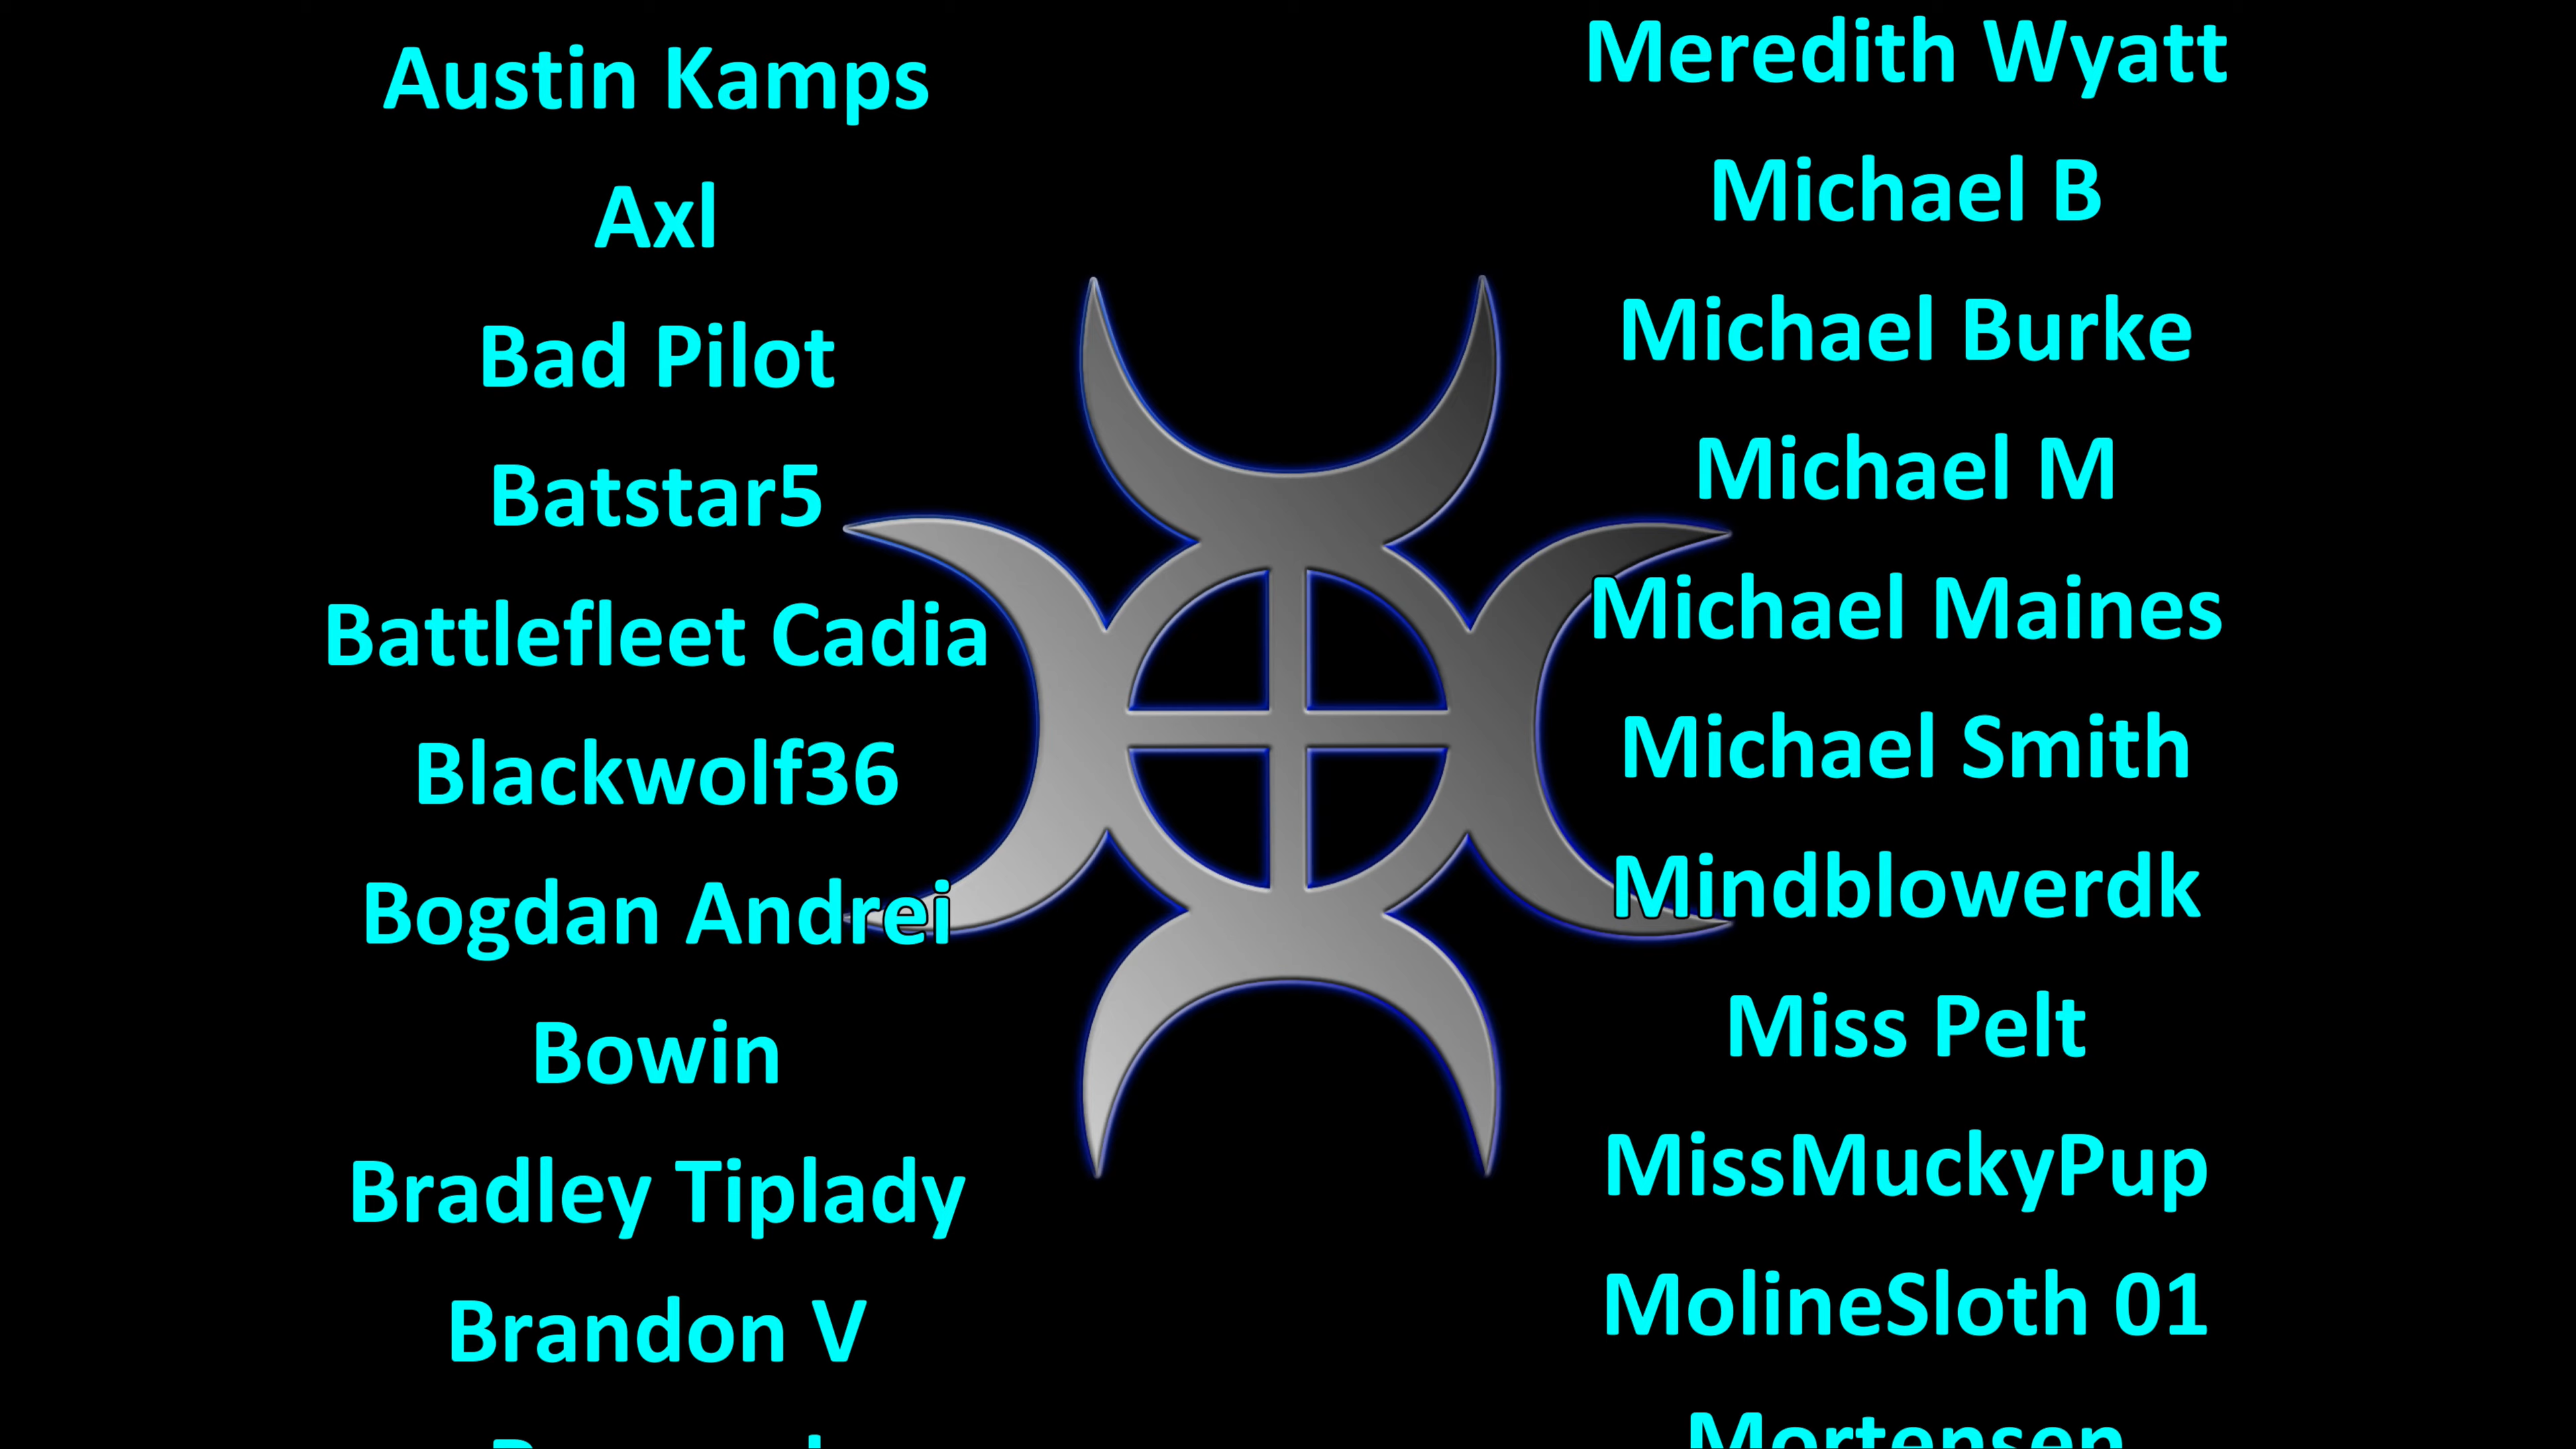 Austin Kamps
Axl
Bad Pilot
Batstar5
Battlefleet Cadia
Blackwolf36
Bogdan Andrei
Bowin
Bradley Tiplady
Brandon V
Meredith Wyatt
Michael B
Michael Burke
Michael M
Michael Maines
Michael Smith
Mindblowerdk
Miss Pelt
MissMuckyPup
MolineSloth 01
Mortensen